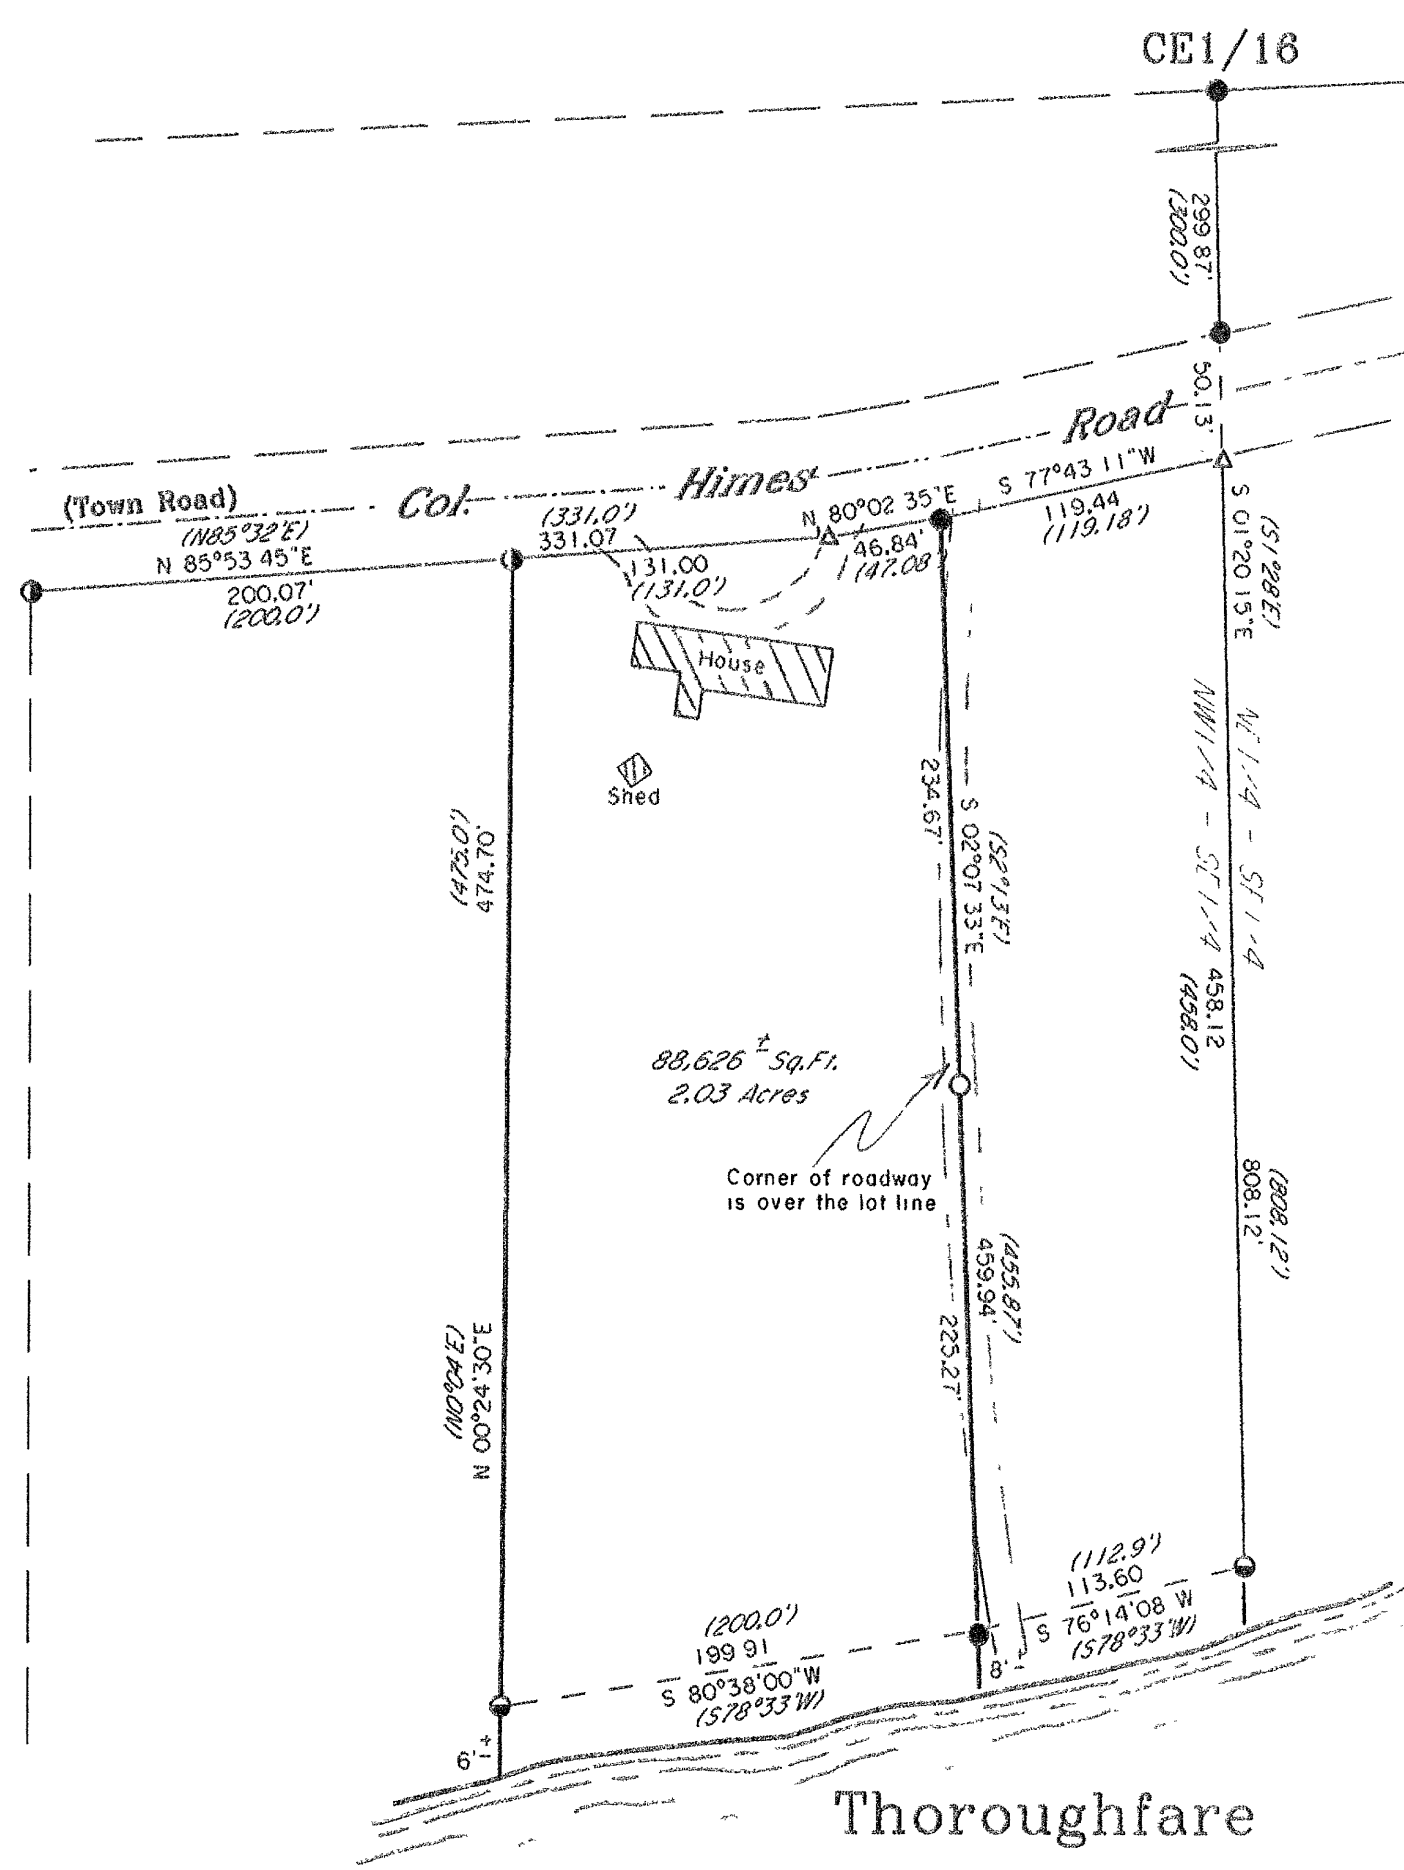 CE1/16
299 87'
(300.0')
50.13'
Col. Himes Road
(Town Road)
(N85°32'E)
N 85°53 45"E
200.07'
(200.0')
(331.0')
331.07
131.00
(131.0')
N 80°02 35"E
46.84'
(47.08')
S 77°43 11"W
119.44
(119.18')
S 01°20 15"E
(S1°28'E)
House
Shed
(475.0')
474.70'
234.67'
S 02°07 33"E
(S2°13'E)
NW1/4 - SE1/4
NE1/4 - SE1/4
458.12
(458.0')
88,626 ± Sq.Ft.
2.03 Acres
Corner of roadway
is over the lot line
808.12'
(808.12')
(N0°04'E)
N 00°24'30"E
225.27'
459.94'
(455.87')
(112.9')
113.60
S 76°14'08 W
(S78°33'W)
(200.0')
199 91
S 80°38'00"W
(S78°33'W)
8'±
6'±
Thoroughfare